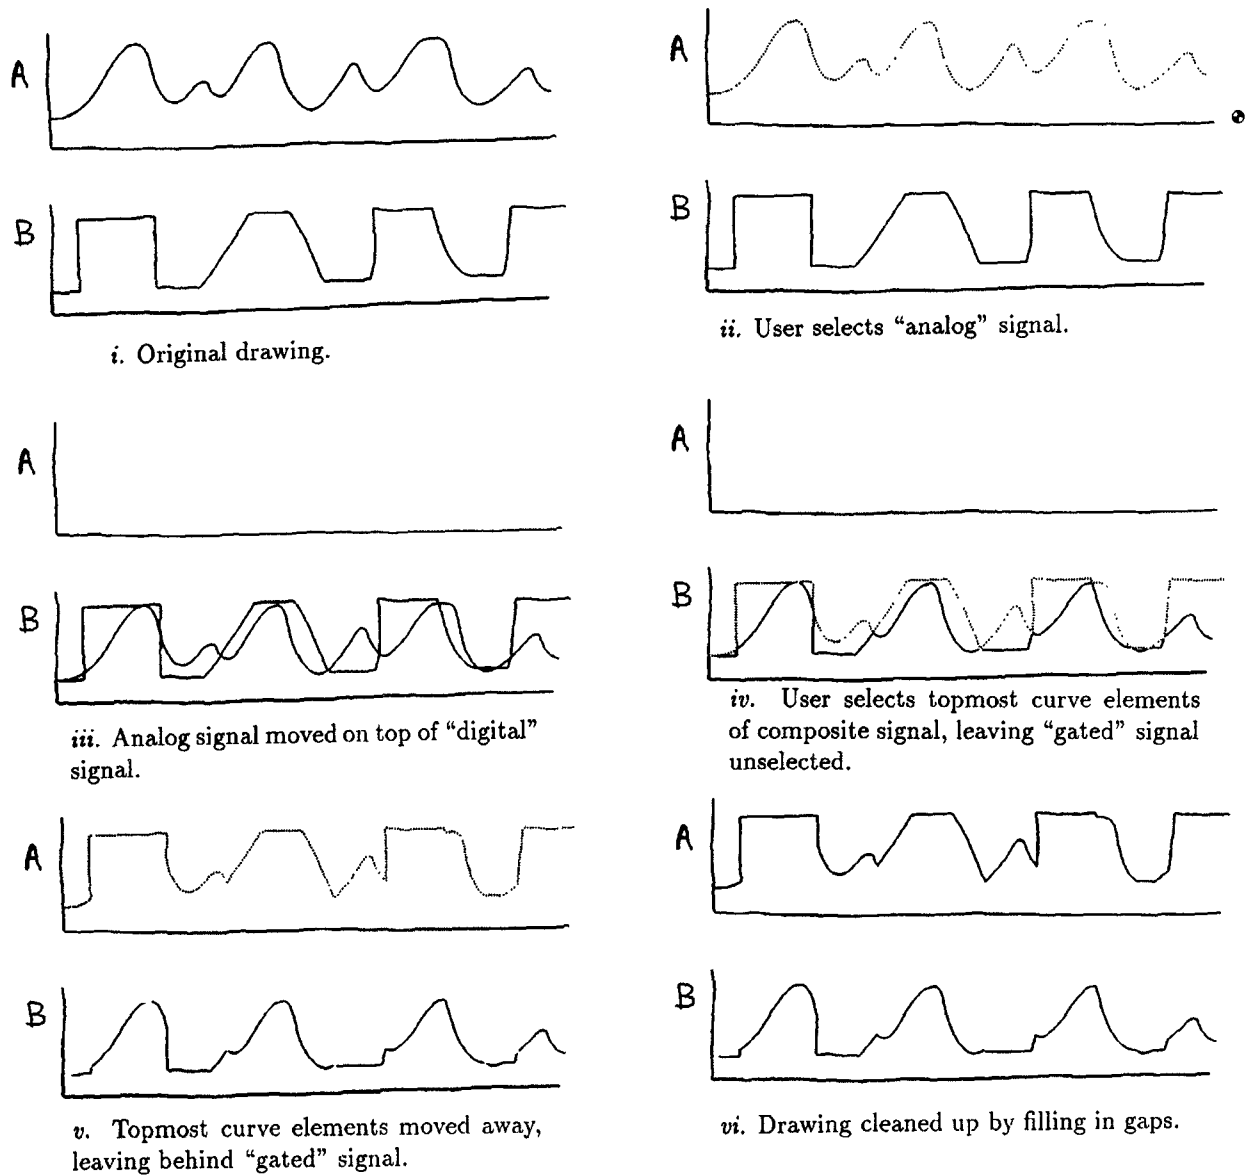 A
A
B
B
i. Original drawing.
ii. User selects “analog” signal.
A
A
B
B
iii. Analog signal moved on top of “digital”
signal.
iv. User selects topmost curve elements
of composite signal, leaving “gated” signal
unselected.
A
A
B
B
v. Topmost curve elements moved away,
leaving behind “gated” signal.
vi. Drawing cleaned up by filling in gaps.